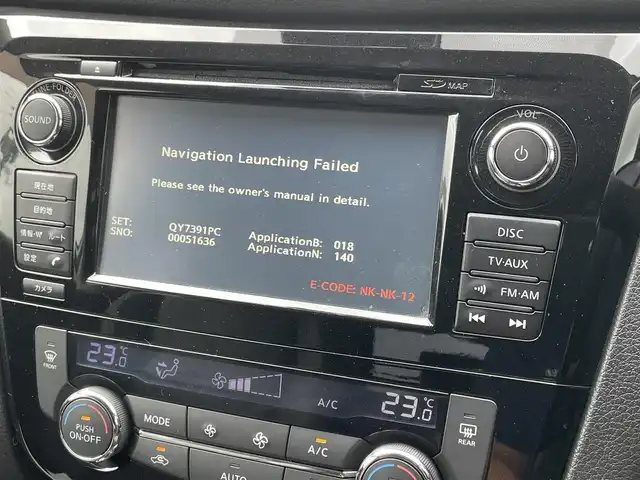 SD MAP
TUNE FOLDER
SOUND
VOL
現在地
目的地
情報・VI ルート
設定
カメラ
Navigation Launching Failed
Please see the owner's manual in detail.
SET: QY7391PC ApplicationB: 018
SNO: 00051636 ApplicationN: 140
E-CODE: NK-NK-12
DISC
TV-AUX
FM-AM
FRONT
23.0°C
A/C
23.0°C
PUSH
ON-OFF
MODE
A/C
REAR
AUTO